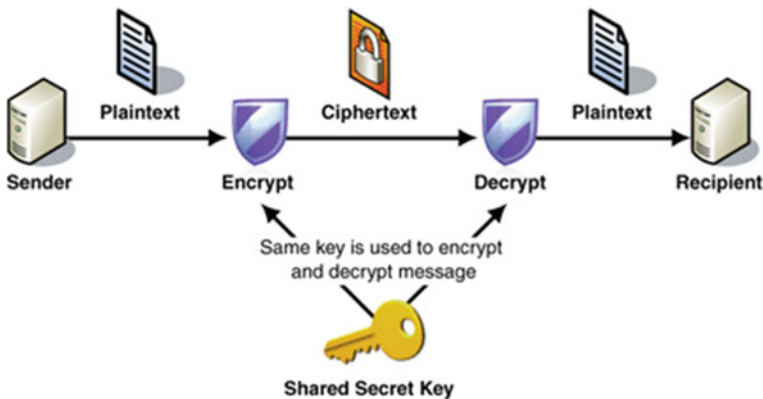 Plaintext
Ciphertext
Plaintext
Sender
Encrypt
Decrypt
Recipient
Same key is used to encrypt
and decrypt message
Shared Secret Key